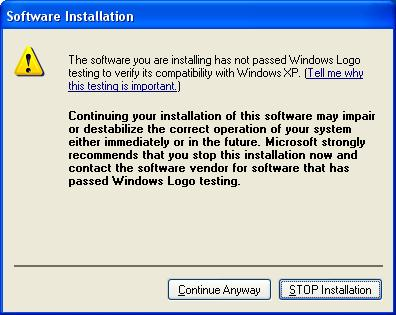 Software Installation
The software you are installing has not passed Windows Logo
testing to verify its compatibility with Windows XP. (Tell me why
this testing is important.)
Continuing your installation of this software may impair
or destabilize the correct operation of your system
either immediately or in the future. Microsoft strongly
recommends that you stop this installation now and
contact the software vendor for software that has
passed Windows Logo testing.
Continue Anyway
STOP Installation